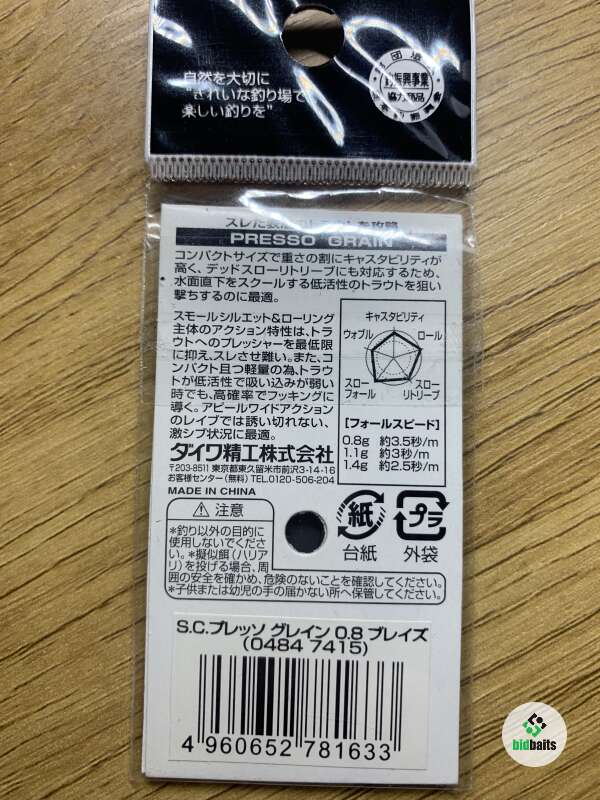 自然を大切に
"きれいな釣り場で
楽しい釣りを"
釣振興事業
協力商品
PRESSO GRAIN
コンパクトサイズで重さの割にキャスタビリティが
高く、デッドスローリトリーブにも対応するため、
水面直下をスクールする低活性のトラウトを狙い
撃ちするのに最適。
スモールシルエット&ローリング
主体のアクション特性は、トラ
ウトへのプレッシャーを最低限
に抑え、スレさせ難い。また、コ
ンパクト且つ軽量の為、トラウ
トが低活性で吸い込みが弱い
時でも、高確率でフッキングに
導く。アピールワイドアクション
のレイブでは誘い切れない、
激シブ状況に最適。
キャスタビリティ
ウォブル
ロール
スロー
フォール
スロー
リトリーブ
【フォールスピード】
0.8g 約3.5秒/m
1.1g 約3秒/m
1.4g 約2.5秒/m
ダイワ精工株式会社
〒203-8511 東京都東久留米市前沢3-14-16
お客様センター(無料) TEL.0120-506-204
MADE IN CHINA
⚠ 注意
*釣り以外の目的に
使用しないでくださ
い。*擬似餌(ハリアリ)
を投げる場合、周
囲の安全を確かめ、危険のないことを確認してください。
*子供または幼児の手の届かない所へ保管してください。
紙
台紙
プラ
外袋
S.C.プレッソ グレイン 0.8 ブレイズ
(0484 7415)
4 960652 781633
bidbaits